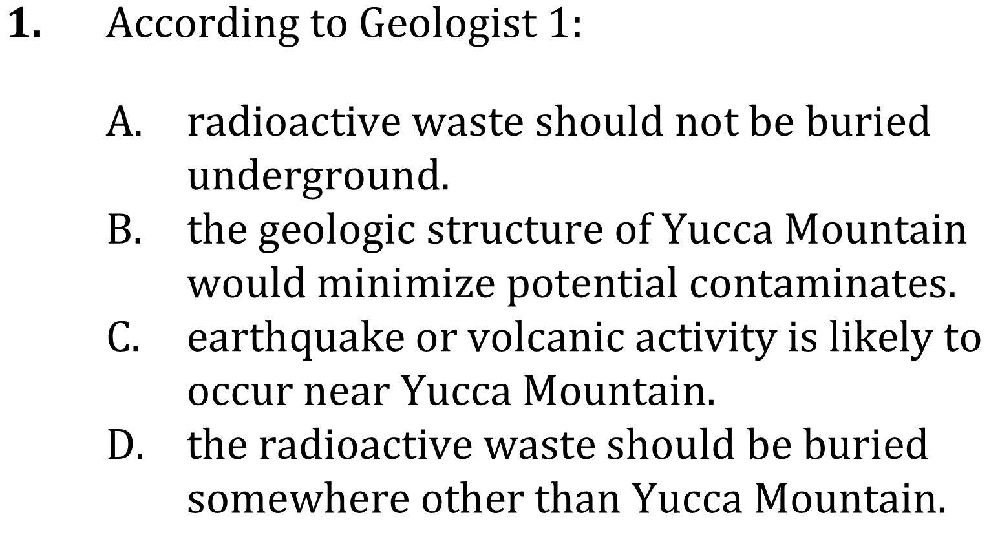 1. According to Geologist 1:
A. radioactive waste should not be buried
underground.
B. the geologic structure of Yucca Mountain
would minimize potential contaminates.
C. earthquake or volcanic activity is likely to
occur near Yucca Mountain.
D. the radioactive waste should be buried
somewhere other than Yucca Mountain.